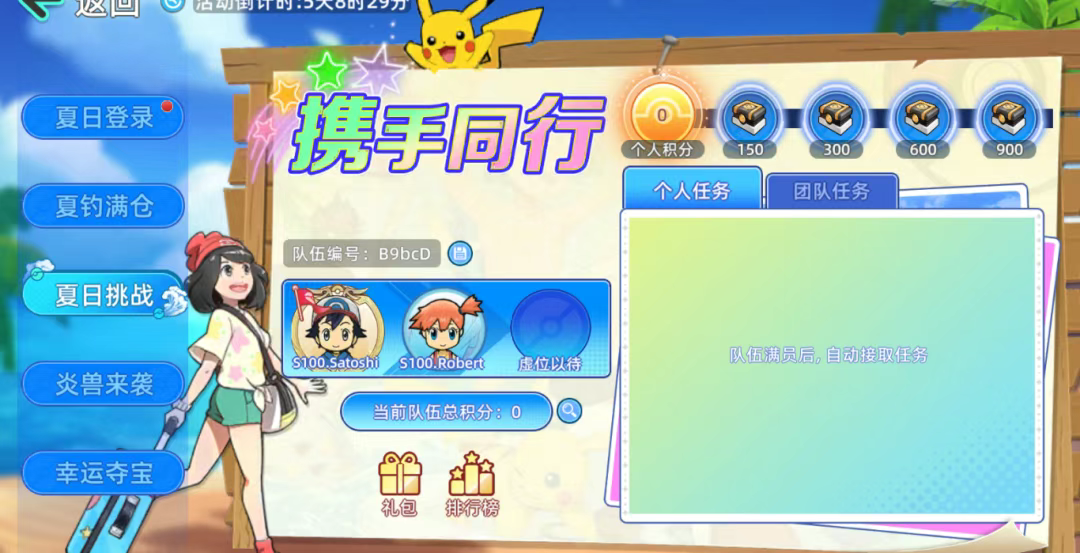 返回
活动倒计时:5天8时29分
夏日登录
夏钓满仓
夏日挑战
炎兽来袭
幸运夺宝
携手同行
0
个人积分
150
300
600
900
个人任务
团队任务
队伍编号：B9bcD
S100.Satoshi
S100.Robert
虚位以待
当前队伍总积分：0
礼包
排行榜
队伍满员后,自动接取任务